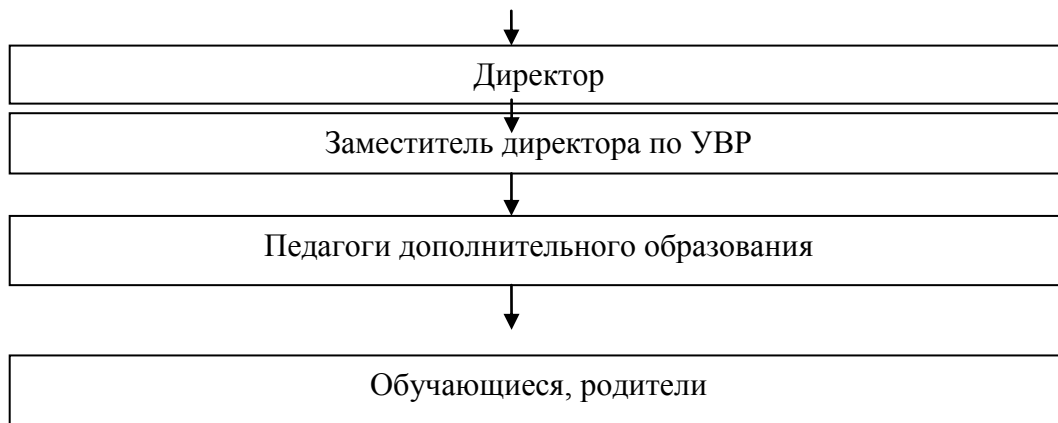 Директор
Заместитель директора по УВР
Педагоги дополнительного образования
Обучающиеся, родители